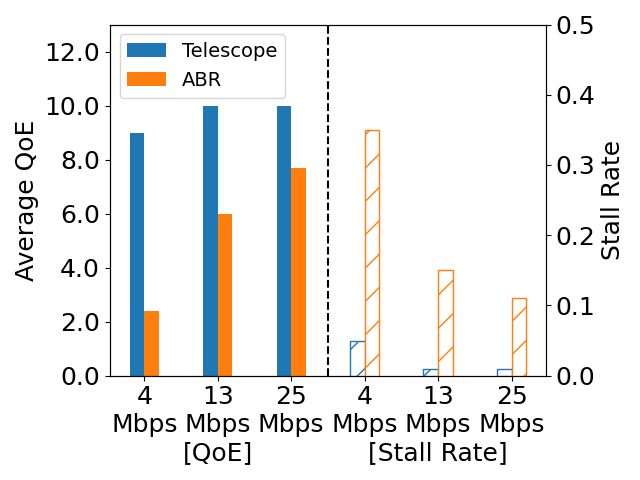 Telescope
ABR
Average QoE
12.0
10.0
8.0
6.0
4.0
2.0
0.0
Stall Rate
0.5
0.4
0.3
0.2
0.1
0.0
4 13 25 4 13 25
Mbps Mbps Mbps Mbps Mbps Mbps
[QoE] [Stall Rate]